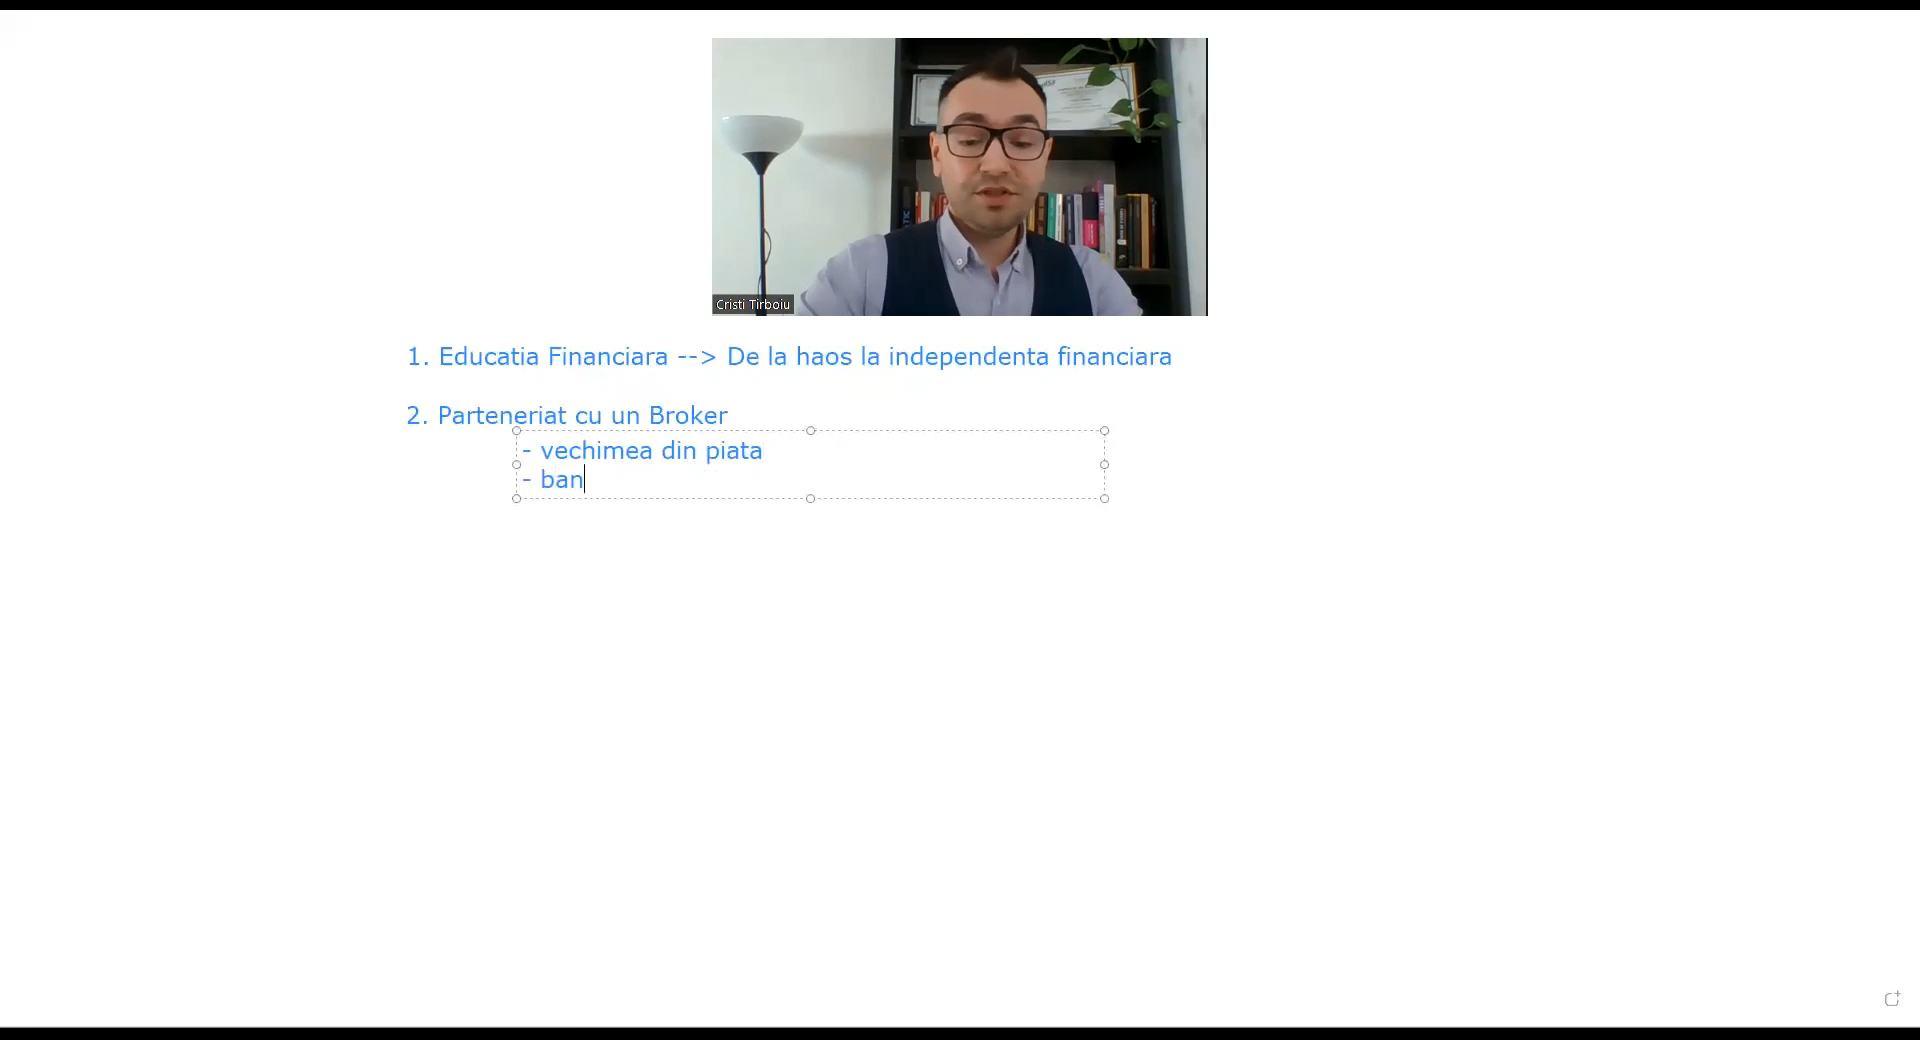 Cristi Tirboiu
1. Educatia Financiara --> De la haos la independenta financiara
2. Parteneriat cu un Broker
- vechimea din piata
- ban